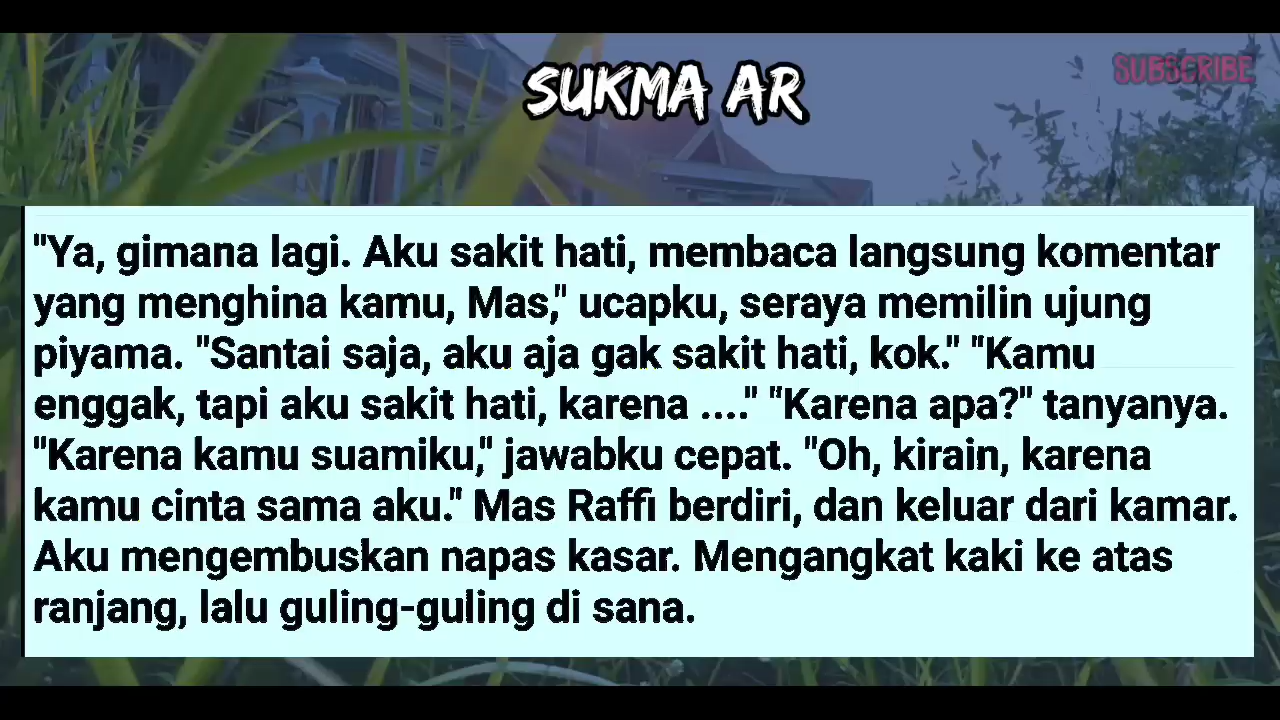 SUKMA AR
SUBSCRIBE
"Ya, gimana lagi. Aku sakit hati, membaca langsung komentar
yang menghina kamu, Mas," ucapku, seraya memilin ujung
piyama. "Santai saja, aku aja gak sakit hati, kok." "Kamu
enggak, tapi aku sakit hati, karena ...." "Karena apa?" tanyanya.
"Karena kamu suamiku," jawabku cepat. "Oh, kirain, karena
kamu cinta sama aku." Mas Raffi berdiri, dan keluar dari kamar.
Aku mengembuskan napas kasar. Mengangkat kaki ke atas
ranjang, lalu guling-guling di sana.